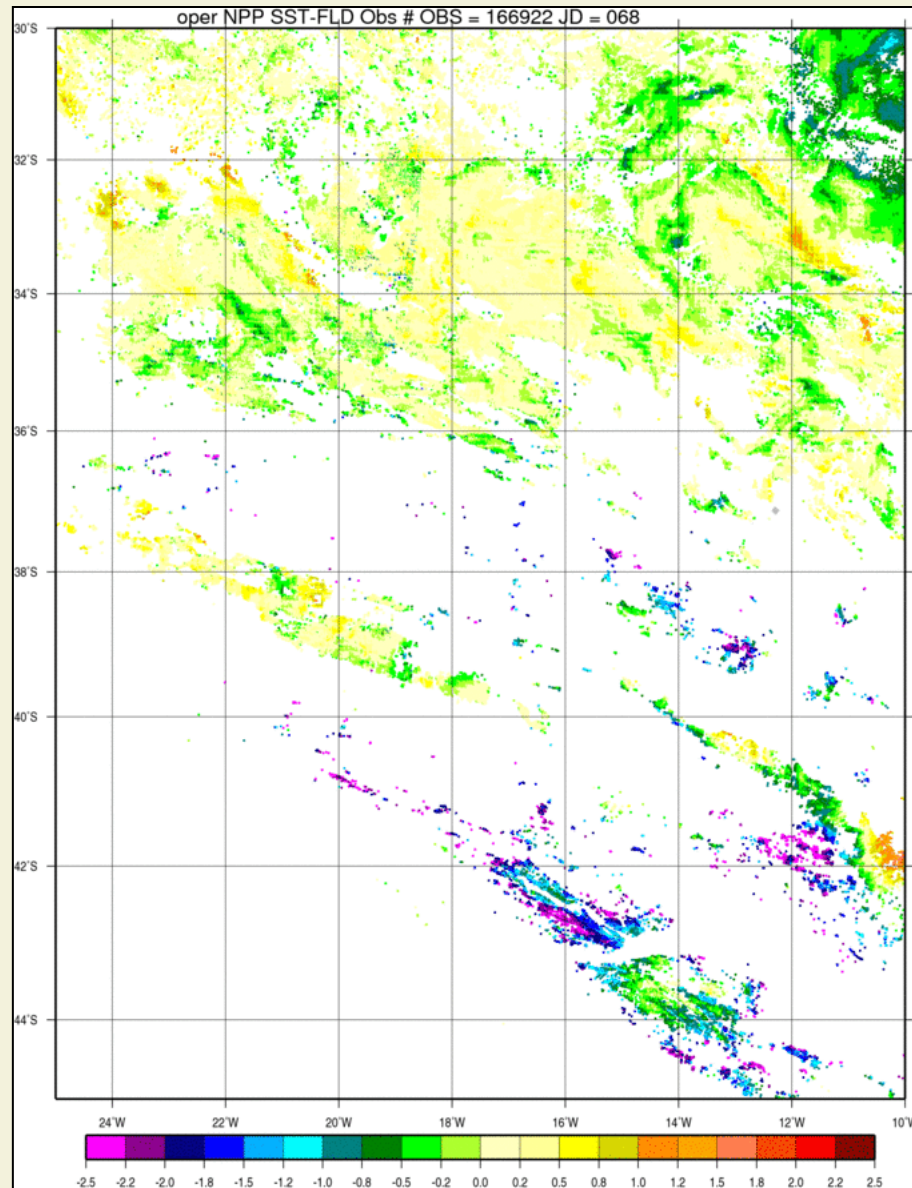 oper NPP SST-FLD Obs # OBS = 166922 JD = 068
30°S
32°S
34°S
36°S
38°S
40°S
42°S
44°S
24°W 22°W 20°W 18°W 16°W 14°W 12°W 10°W
-2.5 -2.2 -2.0 -1.8 -1.5 -1.2 -1.0 -0.8 -0.5 -0.2 0.0 0.2 0.5 0.8 1.0 1.2 1.5 1.8 2.0 2.2 2.5